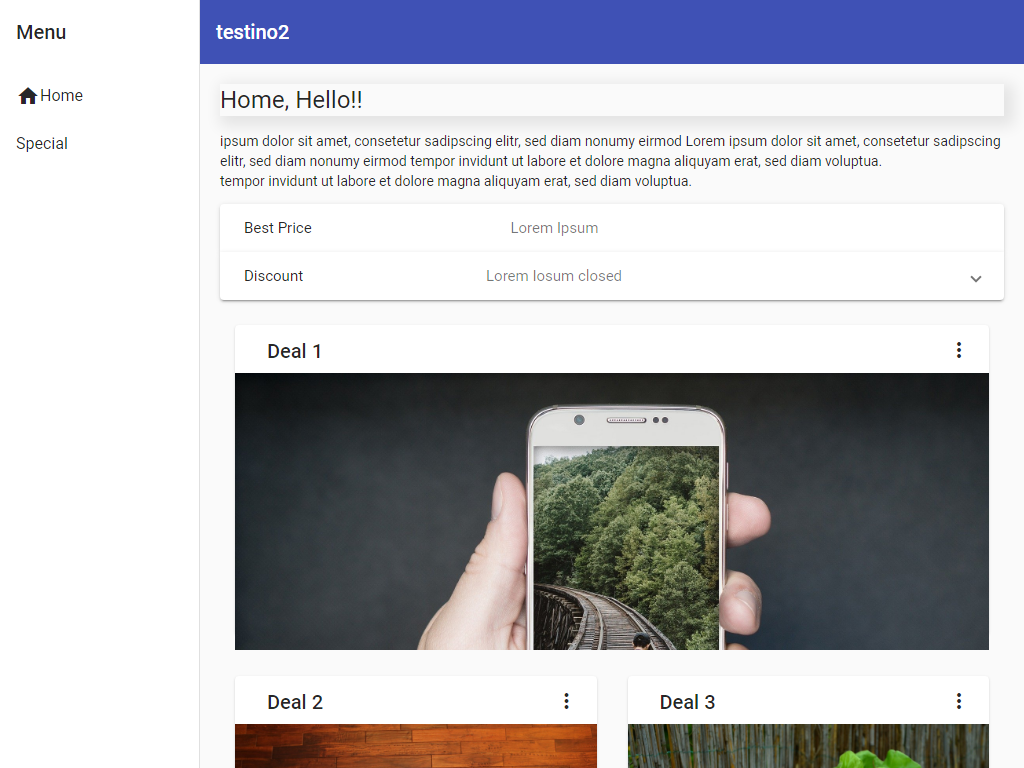 Menu
testino2
Home
Special
Home, Hello!!
ipsum dolor sit amet, consetetur sadipscing elitr, sed diam nonumy eirmod Lorem ipsum dolor sit amet, consetetur sadipscing
elitr, sed diam nonumy eirmod tempor invidunt ut labore et dolore magna aliquyam erat, sed diam voluptua.
tempor invidunt ut labore et dolore magna aliquyam erat, sed diam voluptua.
Best Price Lorem Ipsum
Discount Lorem Iosum closed
Deal 1
Deal 2
Deal 3